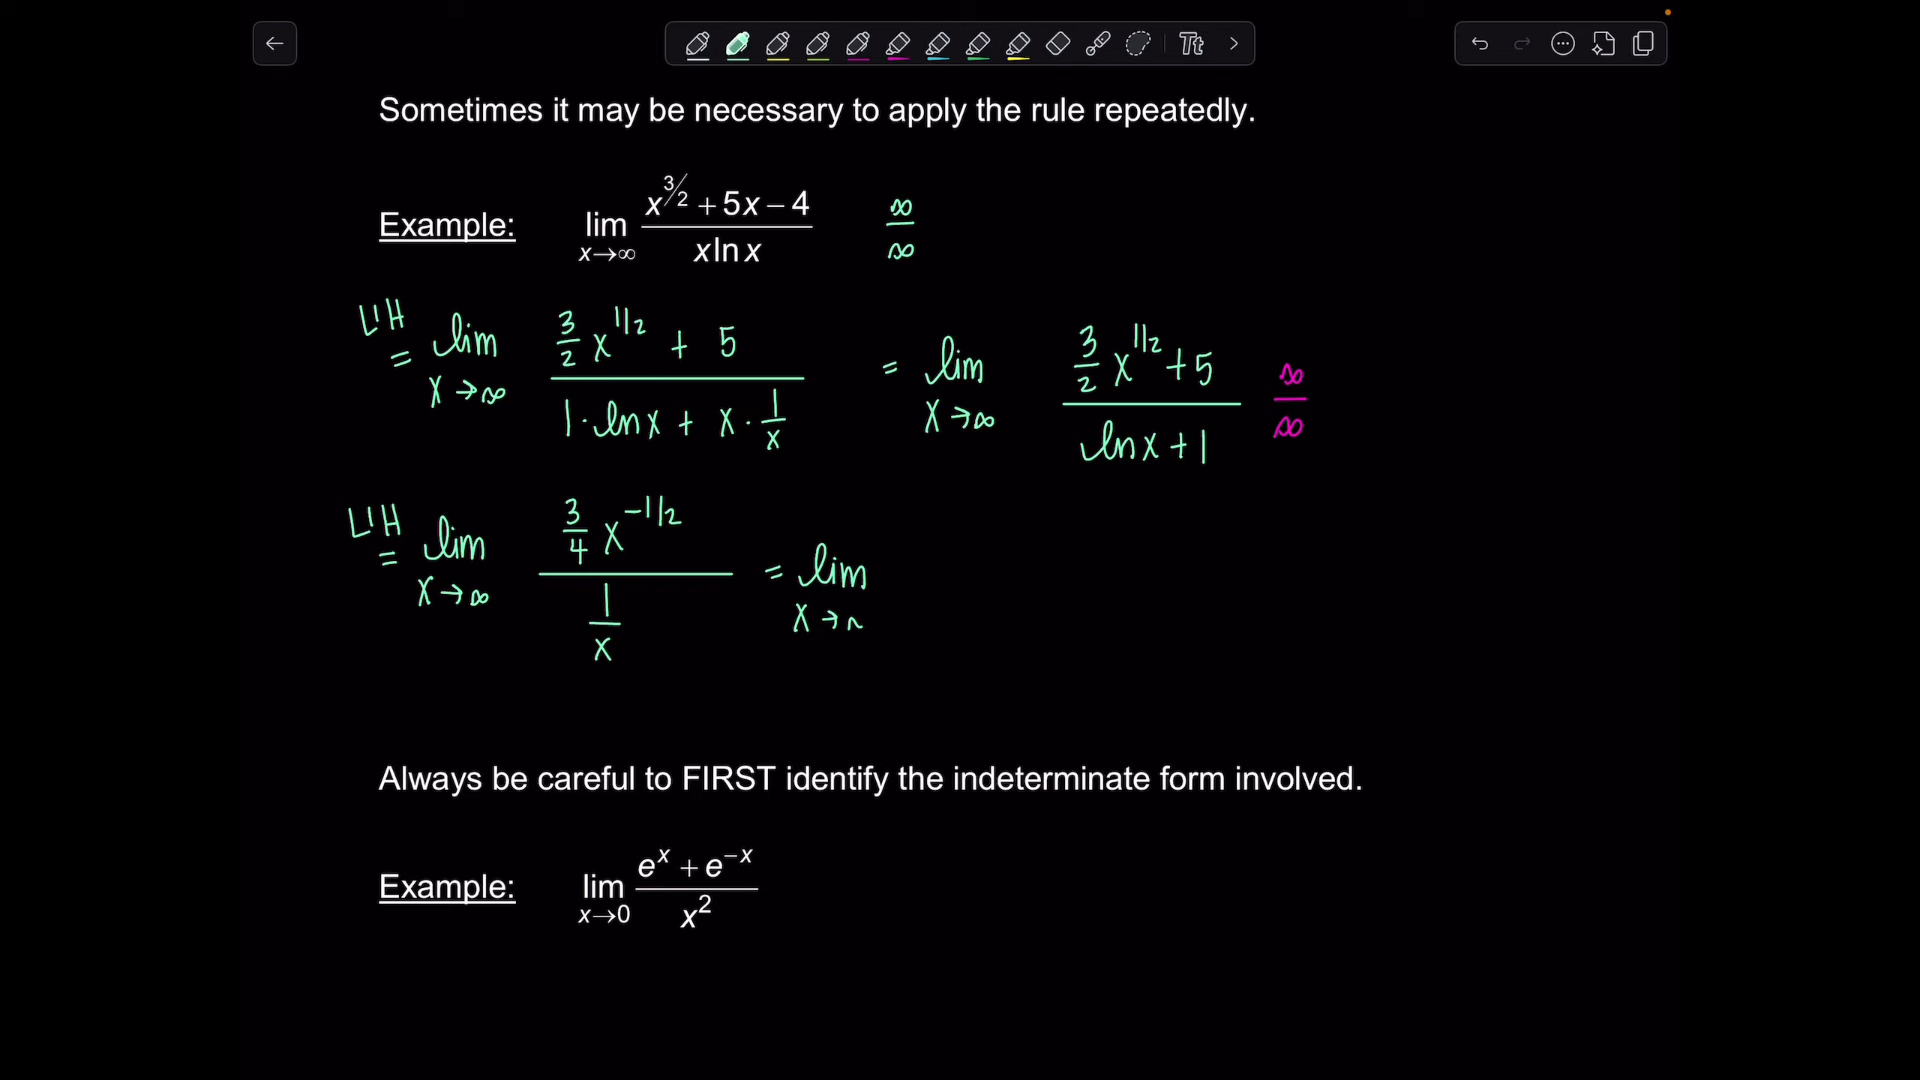 Tt
Sometimes it may be necessary to apply the rule repeatedly.
Example: lim x→∞ (x^(3/2) + 5x − 4)/(x ln x) ∞/∞
L'H = lim x→∞ (3/2 x^(1/2) + 5)/(1·ln x + x·1/x) = lim x→∞ (3/2 x^(1/2) + 5)/(ln x + 1) ∞/∞
L'H = lim x→∞ (3/4 x^(−1/2))/(1/x) = lim x→
Always be careful to FIRST identify the indeterminate form involved.
Example: lim x→0 (e^x + e^(−x))/(x^2)